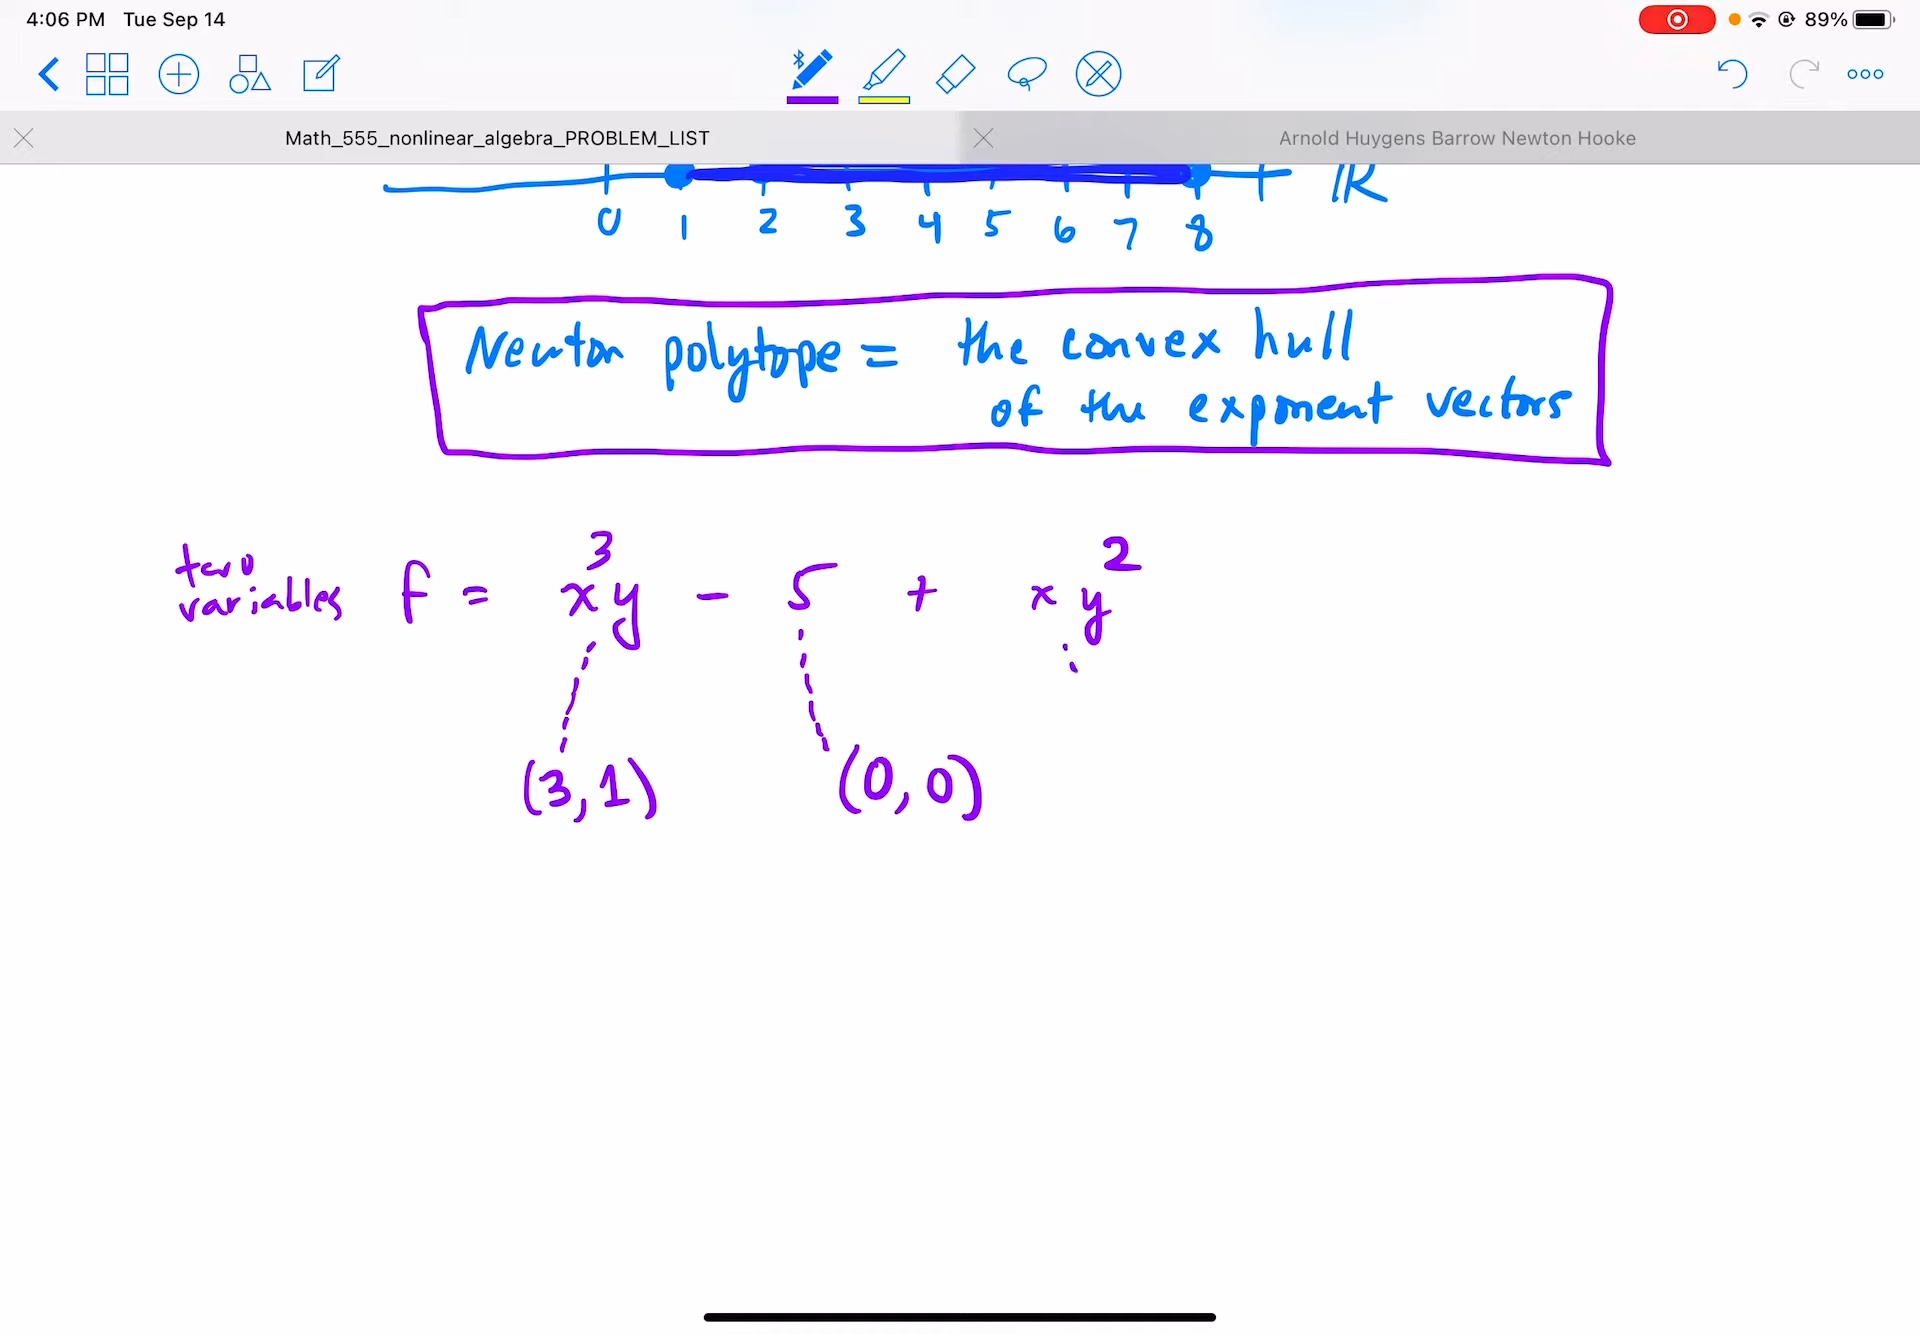 4:06 PM Tue Sep 14 89%
Math_555_nonlinear_algebra_PROBLEM_LIST Arnold Huygens Barrow Newton Hooke
ℝ
0 1 2 3 4 5 6 7 8
Newton polytope = the convex hull
of the exponent vectors
two
variables f = x³y - 5 + xy²
(3,1) (0,0)